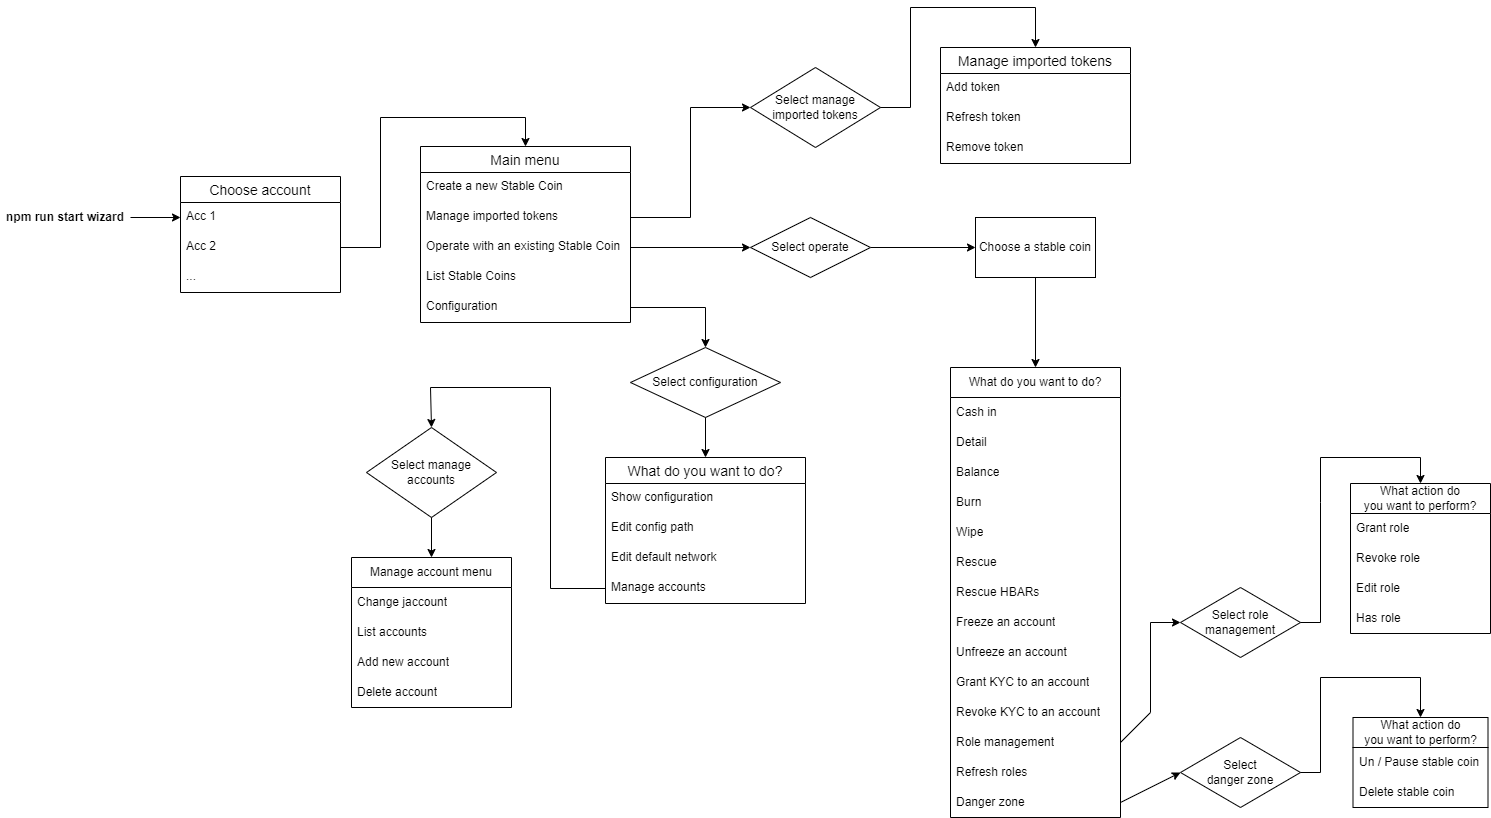 npm run start wizard
Choose account
Acc 1
Acc 2
...
Main menu
Create a new Stable Coin
Manage imported tokens
Operate with an existing Stable Coin
List Stable Coins
Configuration
Select manage
imported tokens
Manage imported tokens
Add token
Refresh token
Remove token
Select operate
Choose a stable coin
Select configuration
What do you want to do?
Show configuration
Edit config path
Edit default network
Manage accounts
Select manage
accounts
Manage account menu
Change jaccount
List accounts
Add new account
Delete account
What do you want to do?
Cash in
Detail
Balance
Burn
Wipe
Rescue
Rescue HBARs
Freeze an account
Unfreeze an account
Grant KYC to an account
Revoke KYC to an account
Role management
Refresh roles
Danger zone
Select role
management
What action do
you want to perform?
Grant role
Revoke role
Edit role
Has role
Select
danger zone
What action do
you want to perform?
Un / Pause stable coin
Delete stable coin